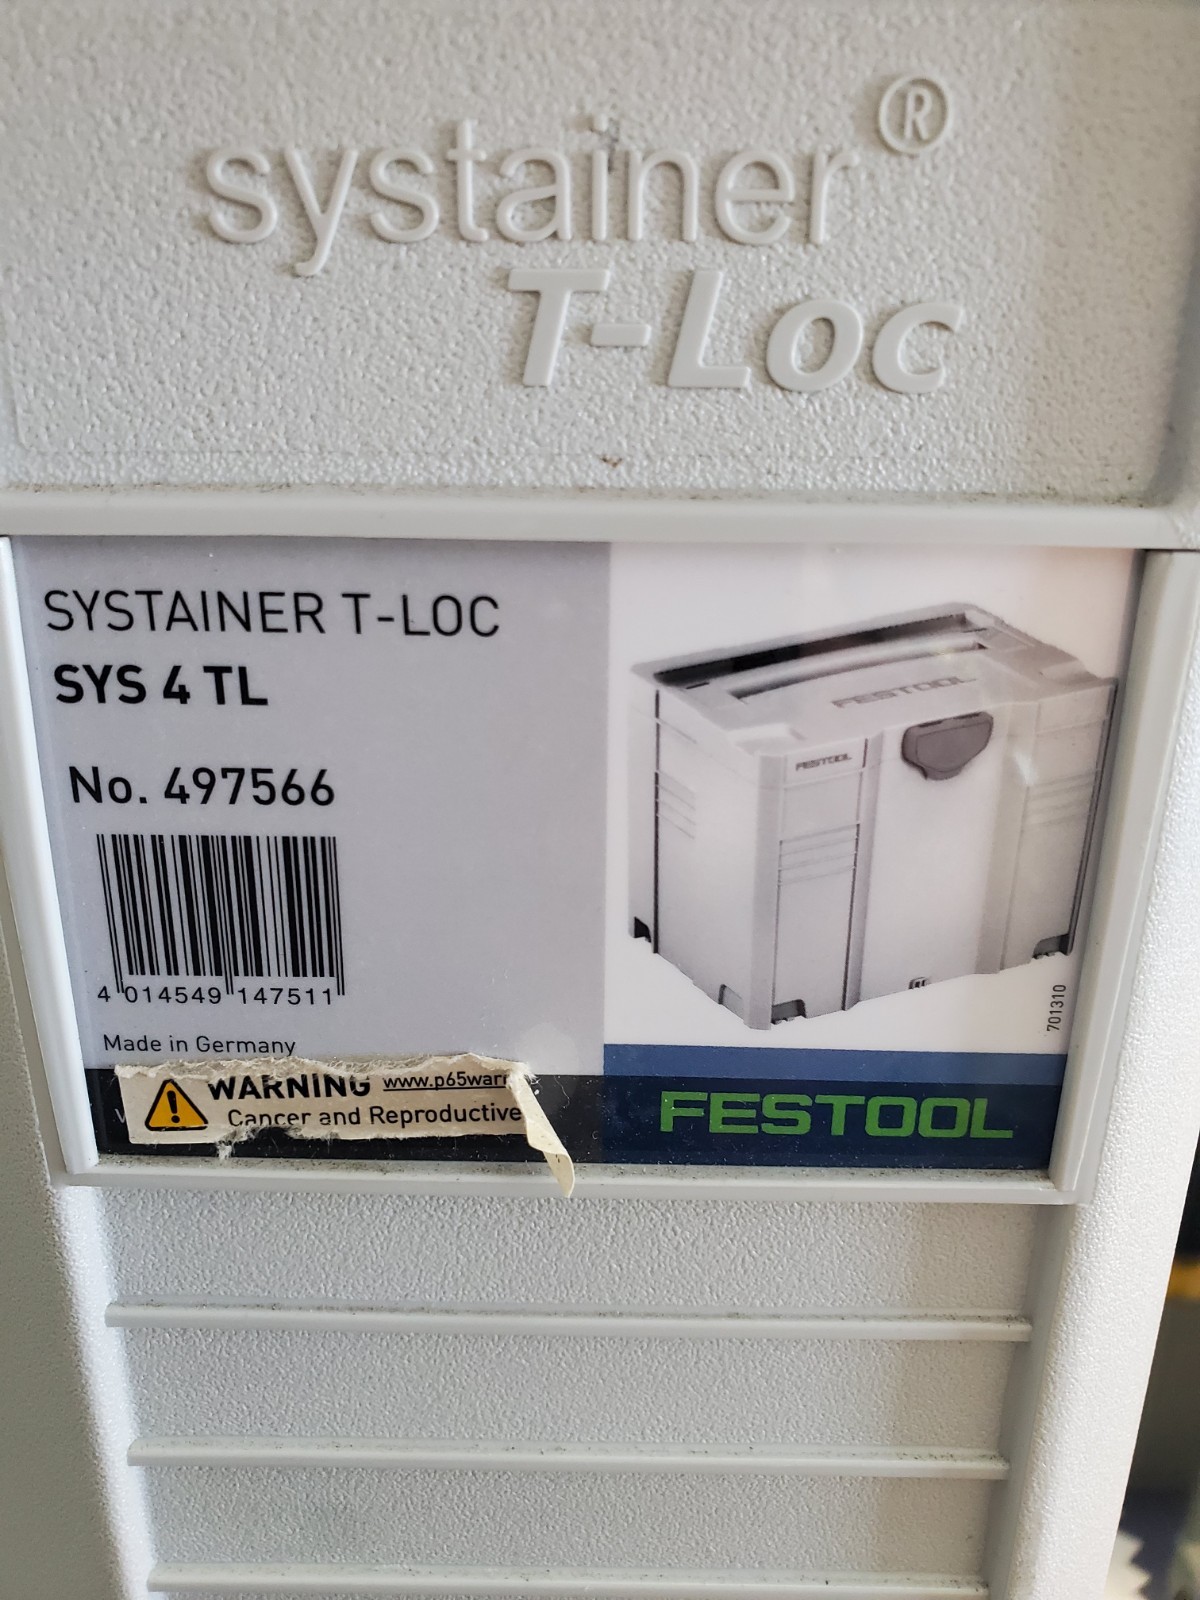 systainer®
T-Loc
SYSTAINER T-LOC
SYS 4 TL
No. 497566
4 014549 147511
Made in Germany
WARNING www.p65warn
Cancer and Reproductive
FESTOOL
FESTOOL
701310
FESTOOL